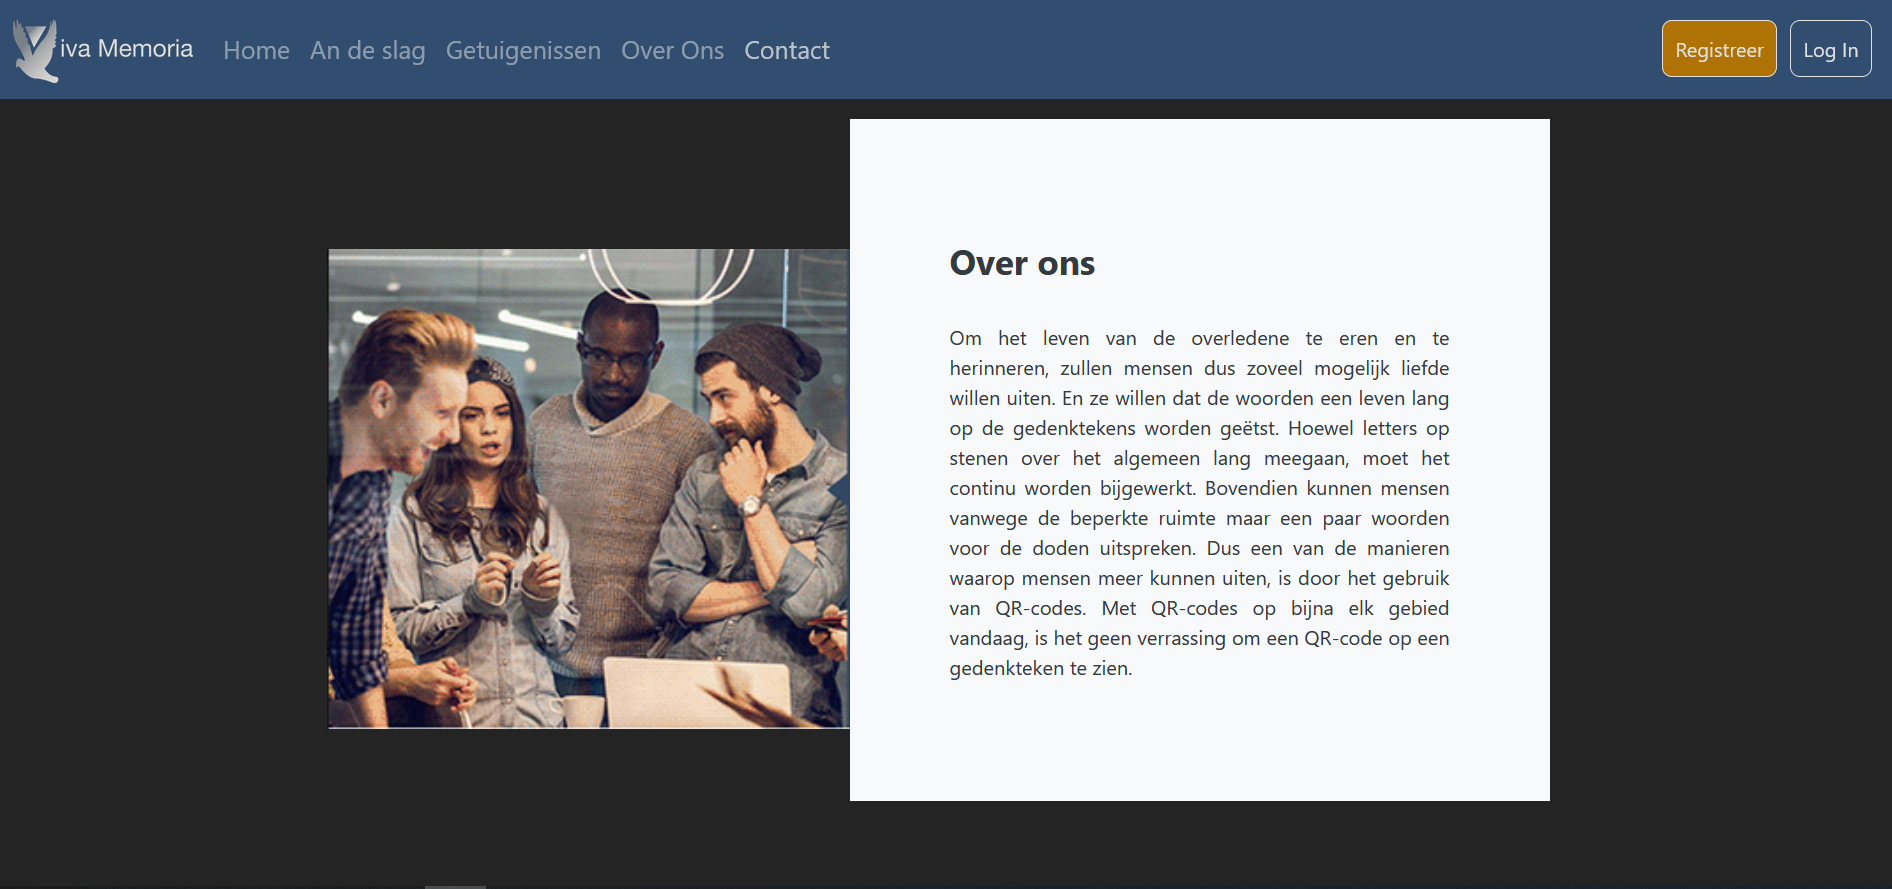 iva Memoria
Home An de slag Getuigenissen Over Ons Contact
Registreer Log In
Over ons
Om het leven van de overledene te eren en te
herinneren, zullen mensen dus zoveel mogelijk liefde
willen uiten. En ze willen dat de woorden een leven lang
op de gedenktekens worden geëtst. Hoewel letters op
stenen over het algemeen lang meegaan, moet het
continu worden bijgewerkt. Bovendien kunnen mensen
vanwege de beperkte ruimte maar een paar woorden
voor de doden uitspreken. Dus een van de manieren
waarop mensen meer kunnen uiten, is door het gebruik
van QR-codes. Met QR-codes op bijna elk gebied
vandaag, is het geen verrassing om een QR-code op een
gedenkteken te zien.